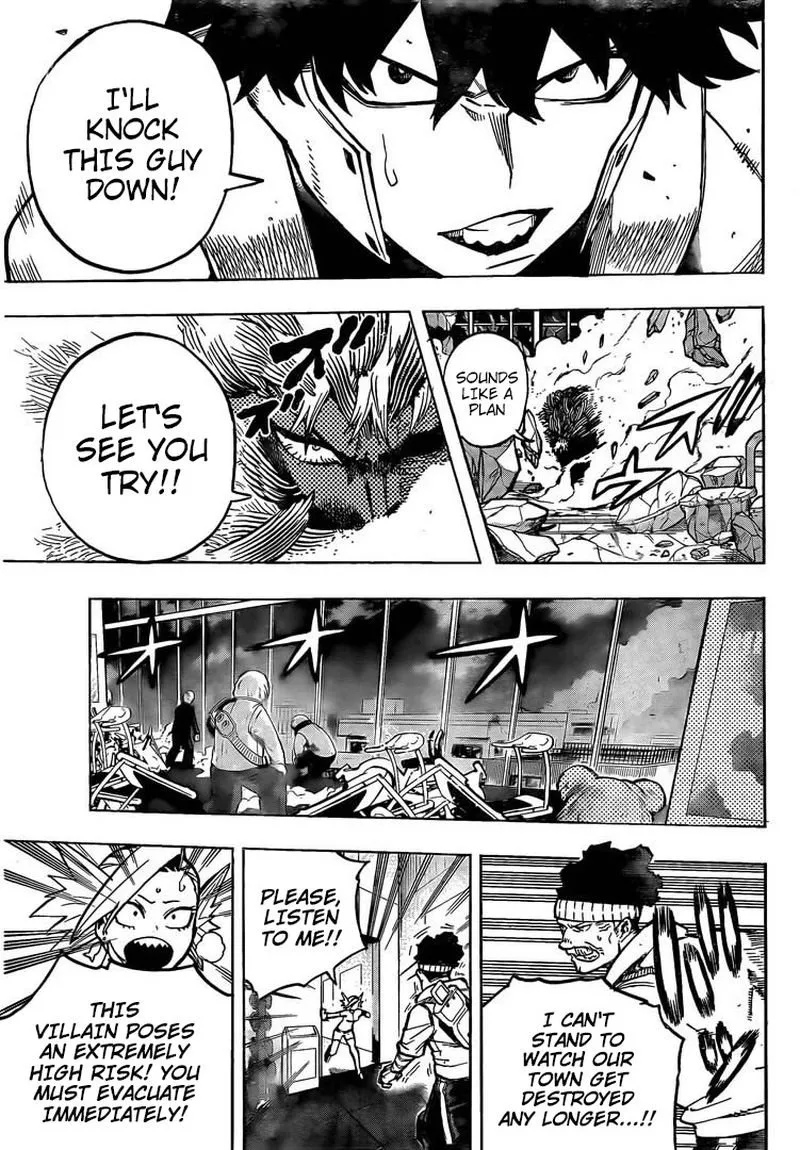 I'LL
KNOCK
THIS GUY
DOWN!
SOUNDS
LIKE A
PLAN
LET'S
SEE YOU
TRY!!
I CAN'T
STAND TO
WATCH OUR
TOWN GET
DESTROYED
ANY LONGER...!!
PLEASE,
LISTEN
TO ME!!
THIS
VILLAIN POSES
AN EXTREMELY
HIGH RISK! YOU
MUST EVACUATE
IMMEDIATELY!